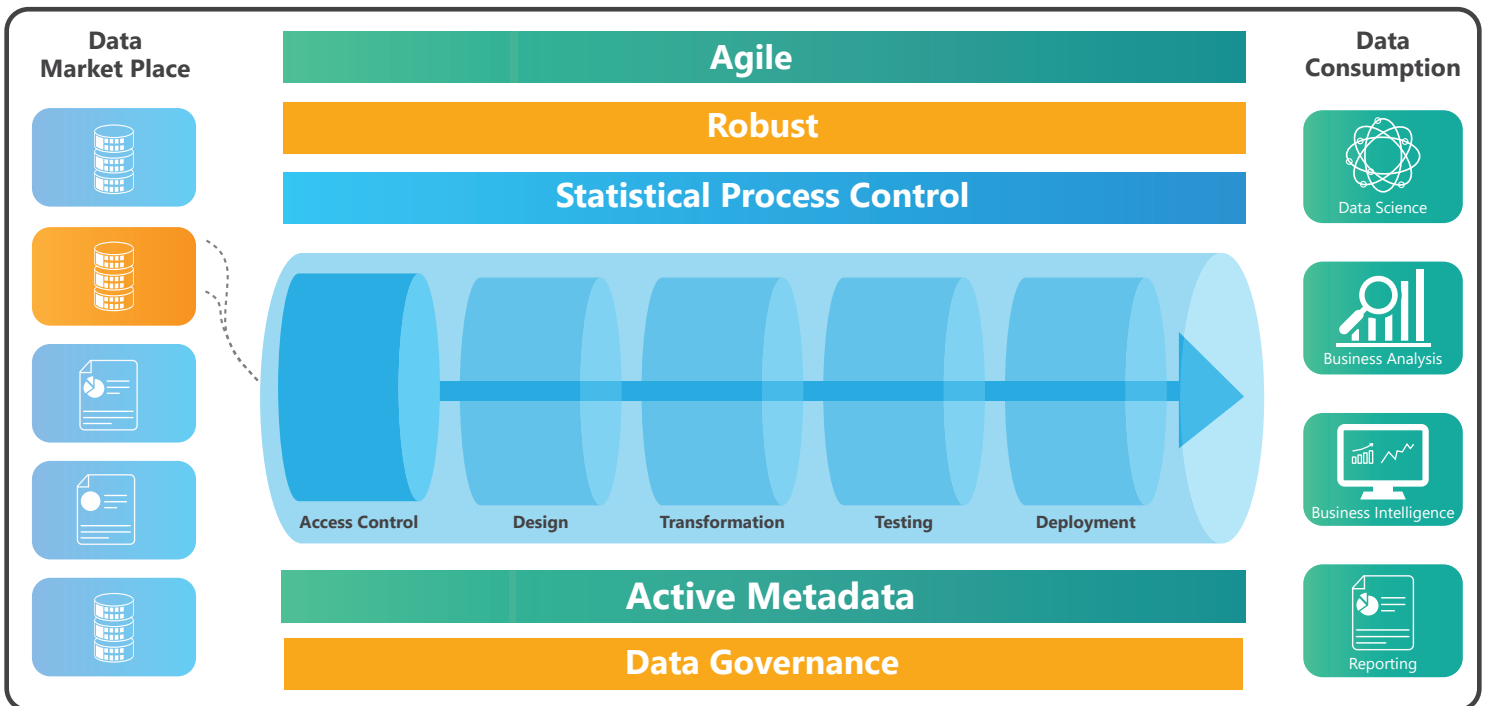 Data
Market Place
Agile
Robust
Statistical Process Control
Access Control
Design
Transformation
Testing
Deployment
Active Metadata
Data Governance
Data
Consumption
Data Science
Business Analysis
Business Intelligence
Reporting